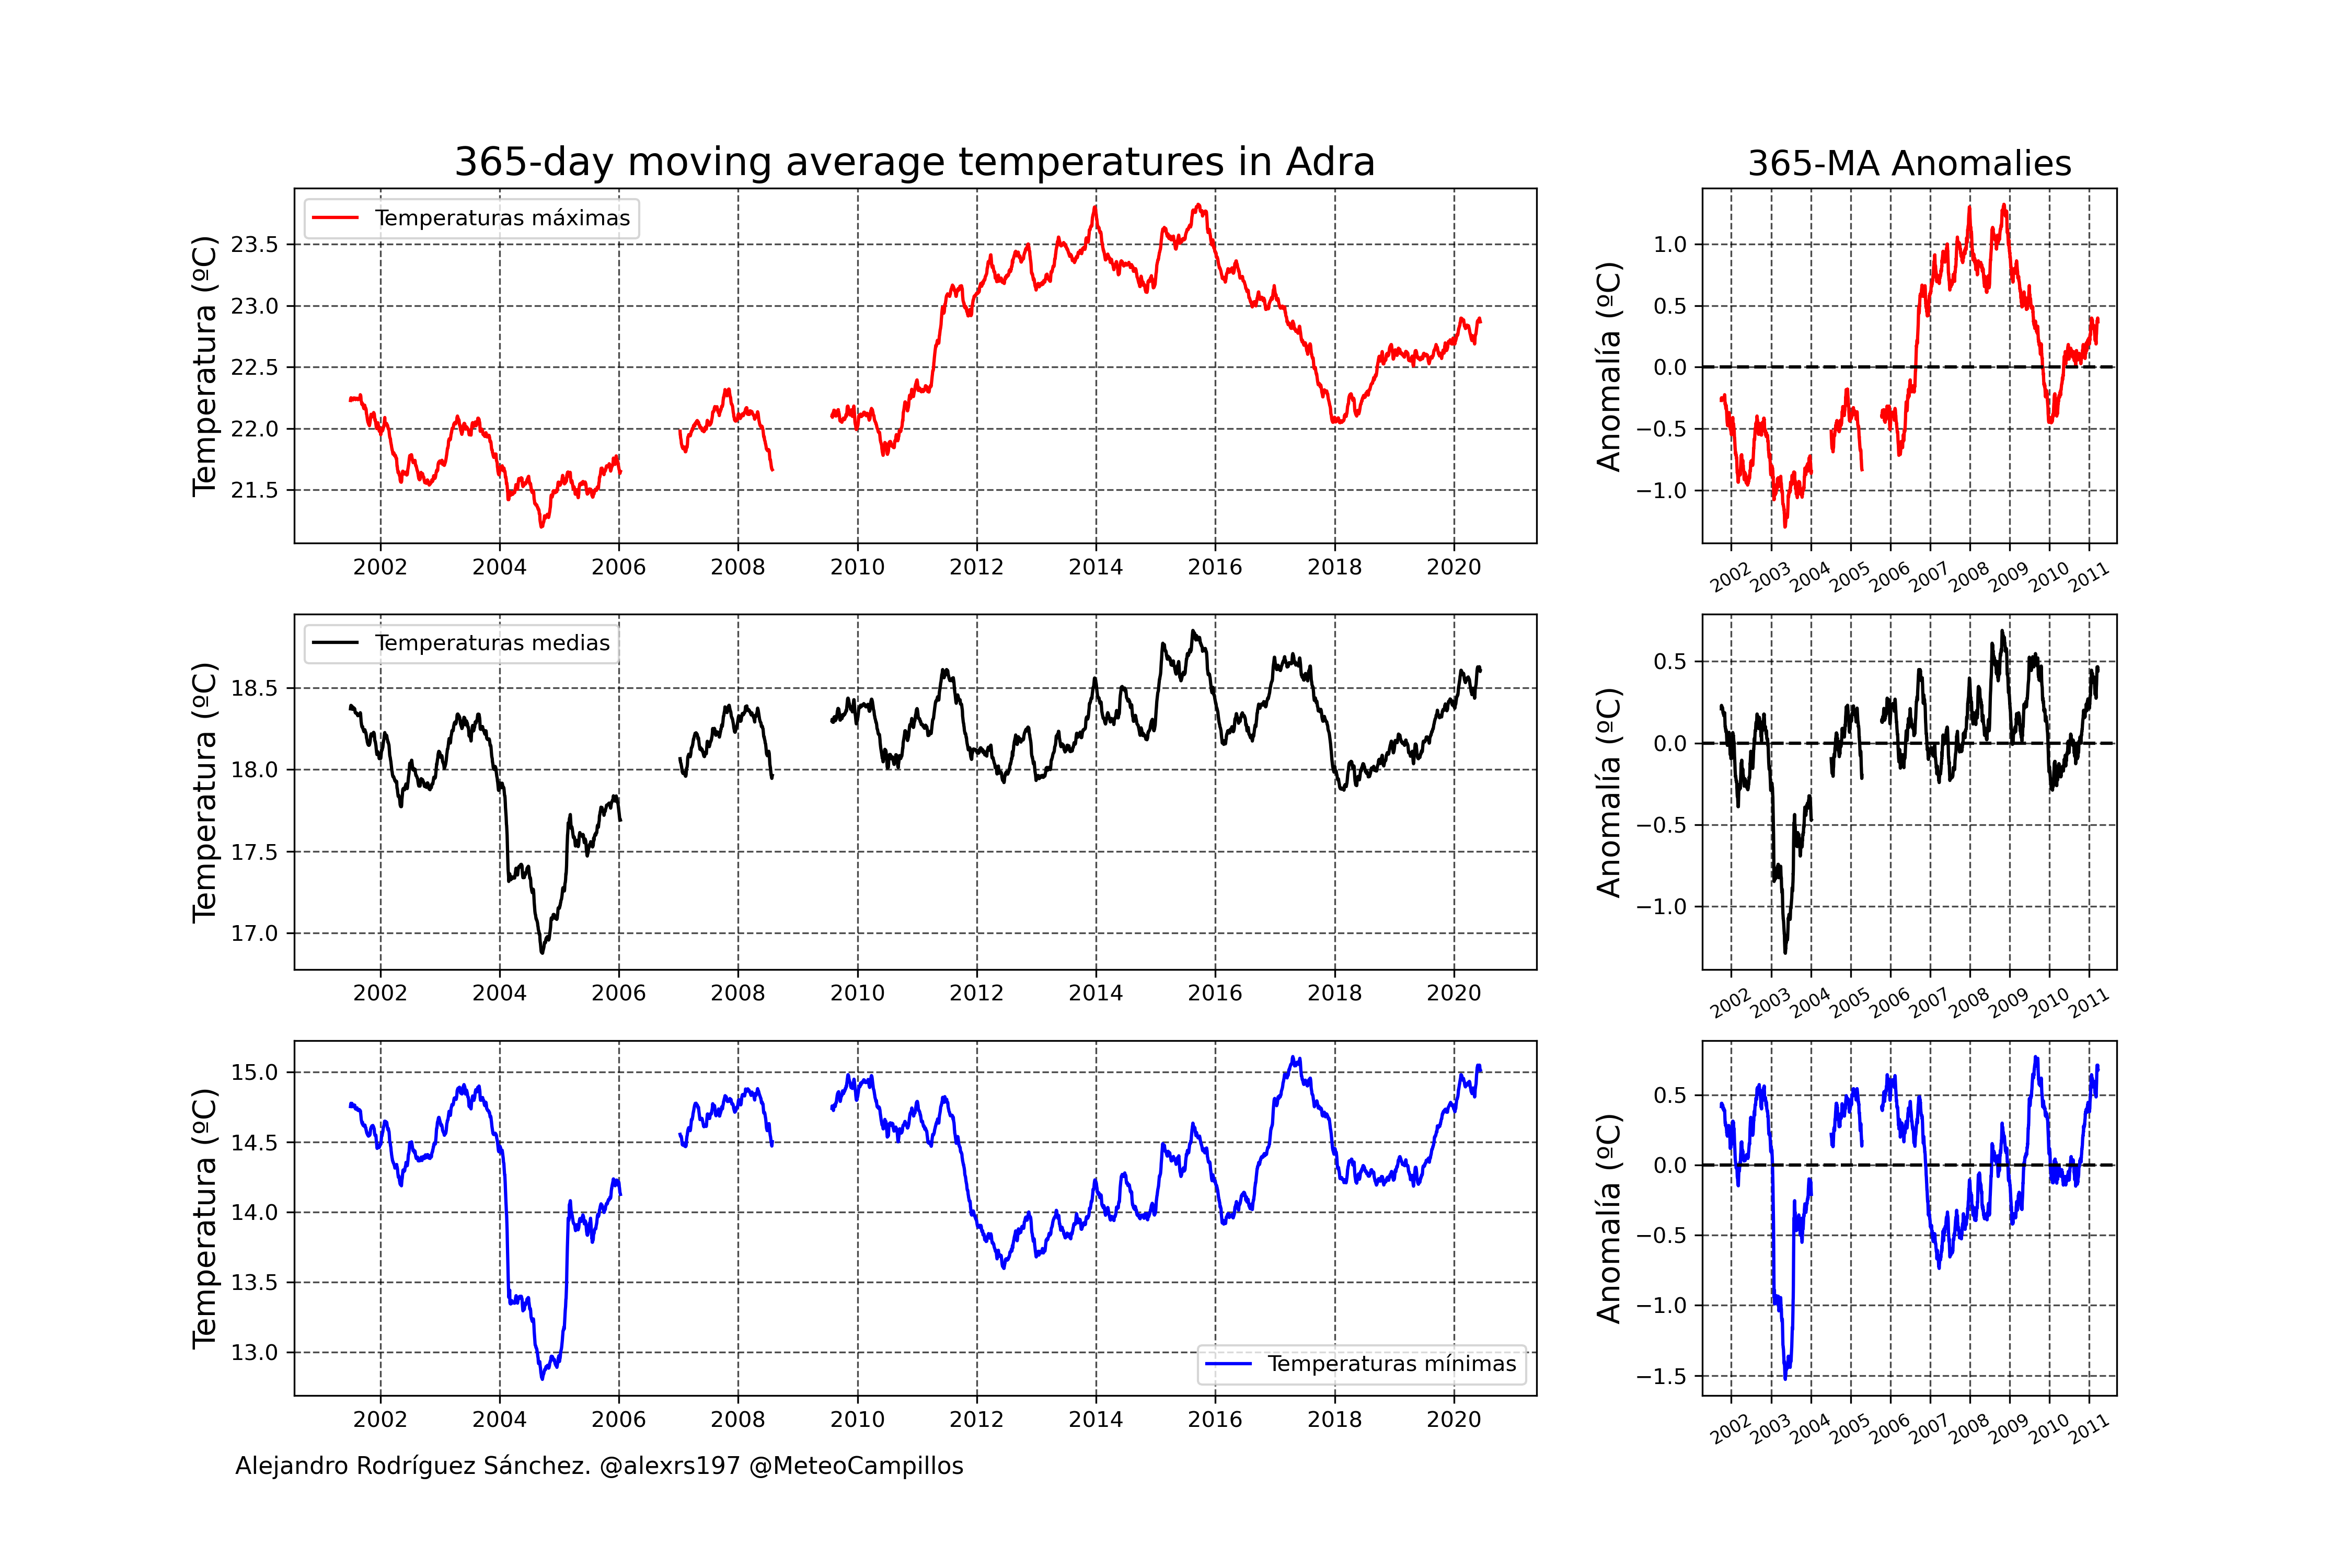 365-day moving average temperatures in Adra
365-MA Anomalies
Temperaturas máximas
Temperatura (ºC)
23.5
23.0
22.5
22.0
21.5
2002 2004 2006 2008 2010 2012 2014 2016 2018 2020
Anomalía (ºC)
1.0
0.5
0.0
−0.5
−1.0
2002 2003 2004 2005 2006 2007 2008 2009 2010 2011
Temperaturas medias
Temperatura (ºC)
18.5
18.0
17.5
17.0
2002 2004 2006 2008 2010 2012 2014 2016 2018 2020
Anomalía (ºC)
0.5
0.0
−0.5
−1.0
2002 2003 2004 2005 2006 2007 2008 2009 2010 2011
Temperatura (ºC)
15.0
14.5
14.0
13.5
13.0
Temperaturas mínimas
2002 2004 2006 2008 2010 2012 2014 2016 2018 2020
Anomalía (ºC)
0.5
0.0
−0.5
−1.0
−1.5
2002 2003 2004 2005 2006 2007 2008 2009 2010 2011
Alejandro Rodríguez Sánchez. @alexrs197 @MeteoCampillos